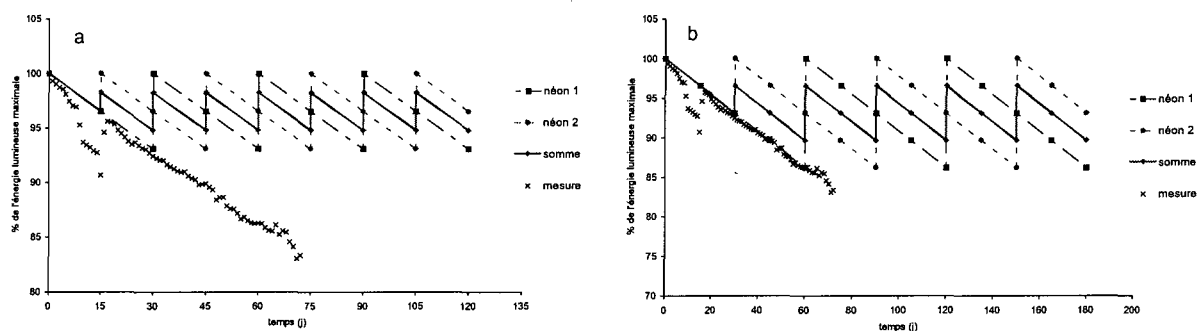 a
% de l'énergie lumineuse maximale
105
100
95
90
85
80
0 15 30 45 60 75 90 105 120 135
temps (j)
néon 1
néon 2
somme
mesure
b
% de l'énergie lumineuse maximale
105
100
95
90
85
80
75
70
0 20 40 60 80 100 120 140 160 180 200
temps (j)
néon 1
néon 2
somme
mesure